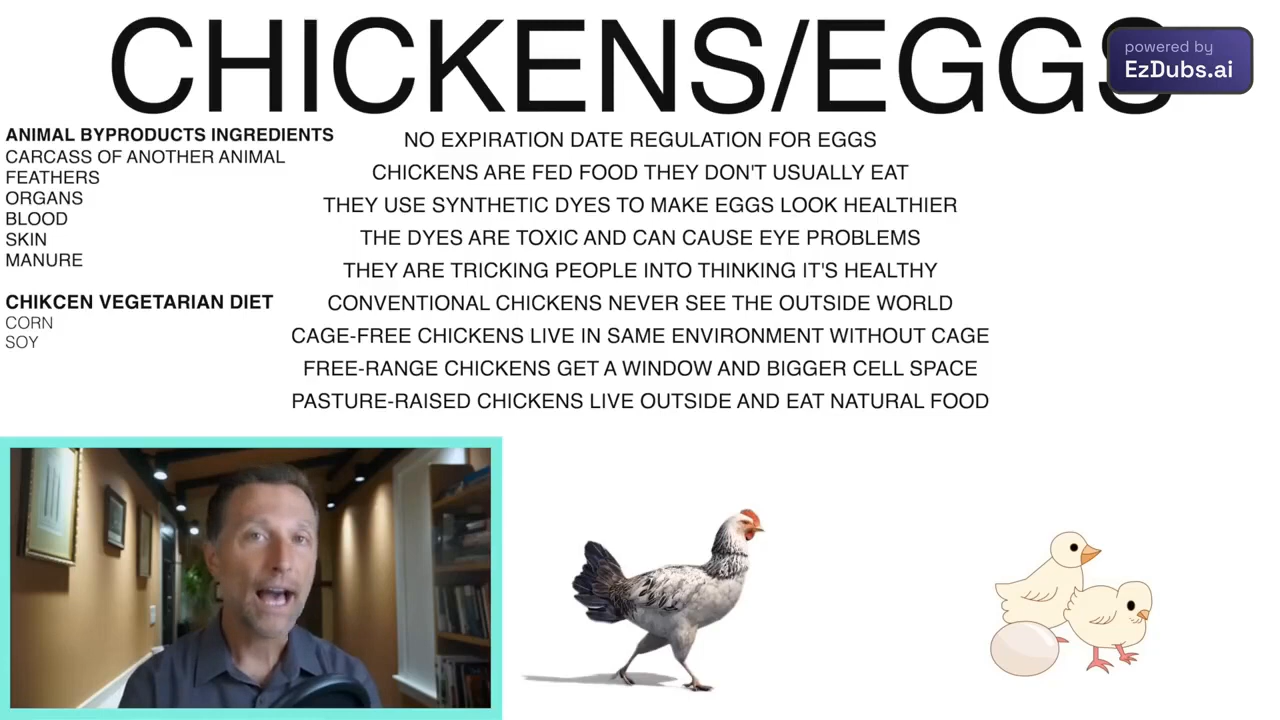 CHICKENS/EGGS
powered by
EzDubs.ai
ANIMAL BYPRODUCTS INGREDIENTS
CARCASS OF ANOTHER ANIMAL
FEATHERS
ORGANS
BLOOD
SKIN
MANURE
CHIKCEN VEGETARIAN DIET
CORN
SOY
NO EXPIRATION DATE REGULATION FOR EGGS
CHICKENS ARE FED FOOD THEY DON'T USUALLY EAT
THEY USE SYNTHETIC DYES TO MAKE EGGS LOOK HEALTHIER
THE DYES ARE TOXIC AND CAN CAUSE EYE PROBLEMS
THEY ARE TRICKING PEOPLE INTO THINKING IT'S HEALTHY
CONVENTIONAL CHICKENS NEVER SEE THE OUTSIDE WORLD
CAGE-FREE CHICKENS LIVE IN SAME ENVIRONMENT WITHOUT CAGE
FREE-RANGE CHICKENS GET A WINDOW AND BIGGER CELL SPACE
PASTURE-RAISED CHICKENS LIVE OUTSIDE AND EAT NATURAL FOOD